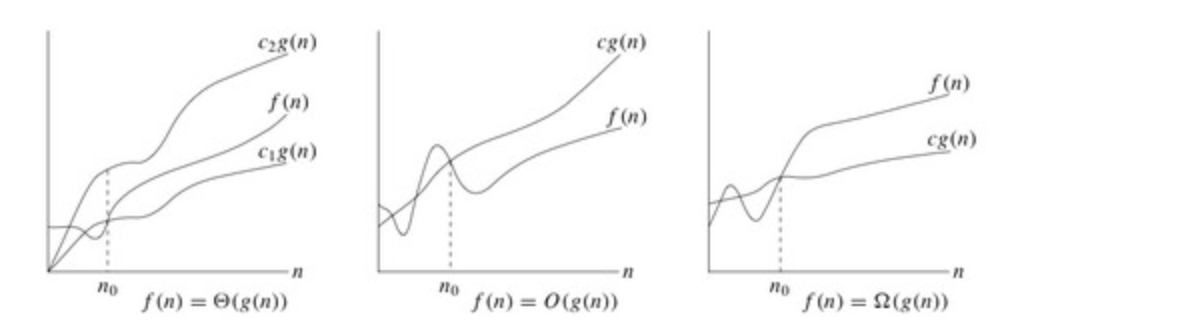 c₂g(n)
f(n)
c₁g(n)
n
n₀
f(n) = Θ(g(n))
cg(n)
f(n)
n
n₀
f(n) = O(g(n))
f(n)
cg(n)
n
n₀
f(n) = Ω(g(n))